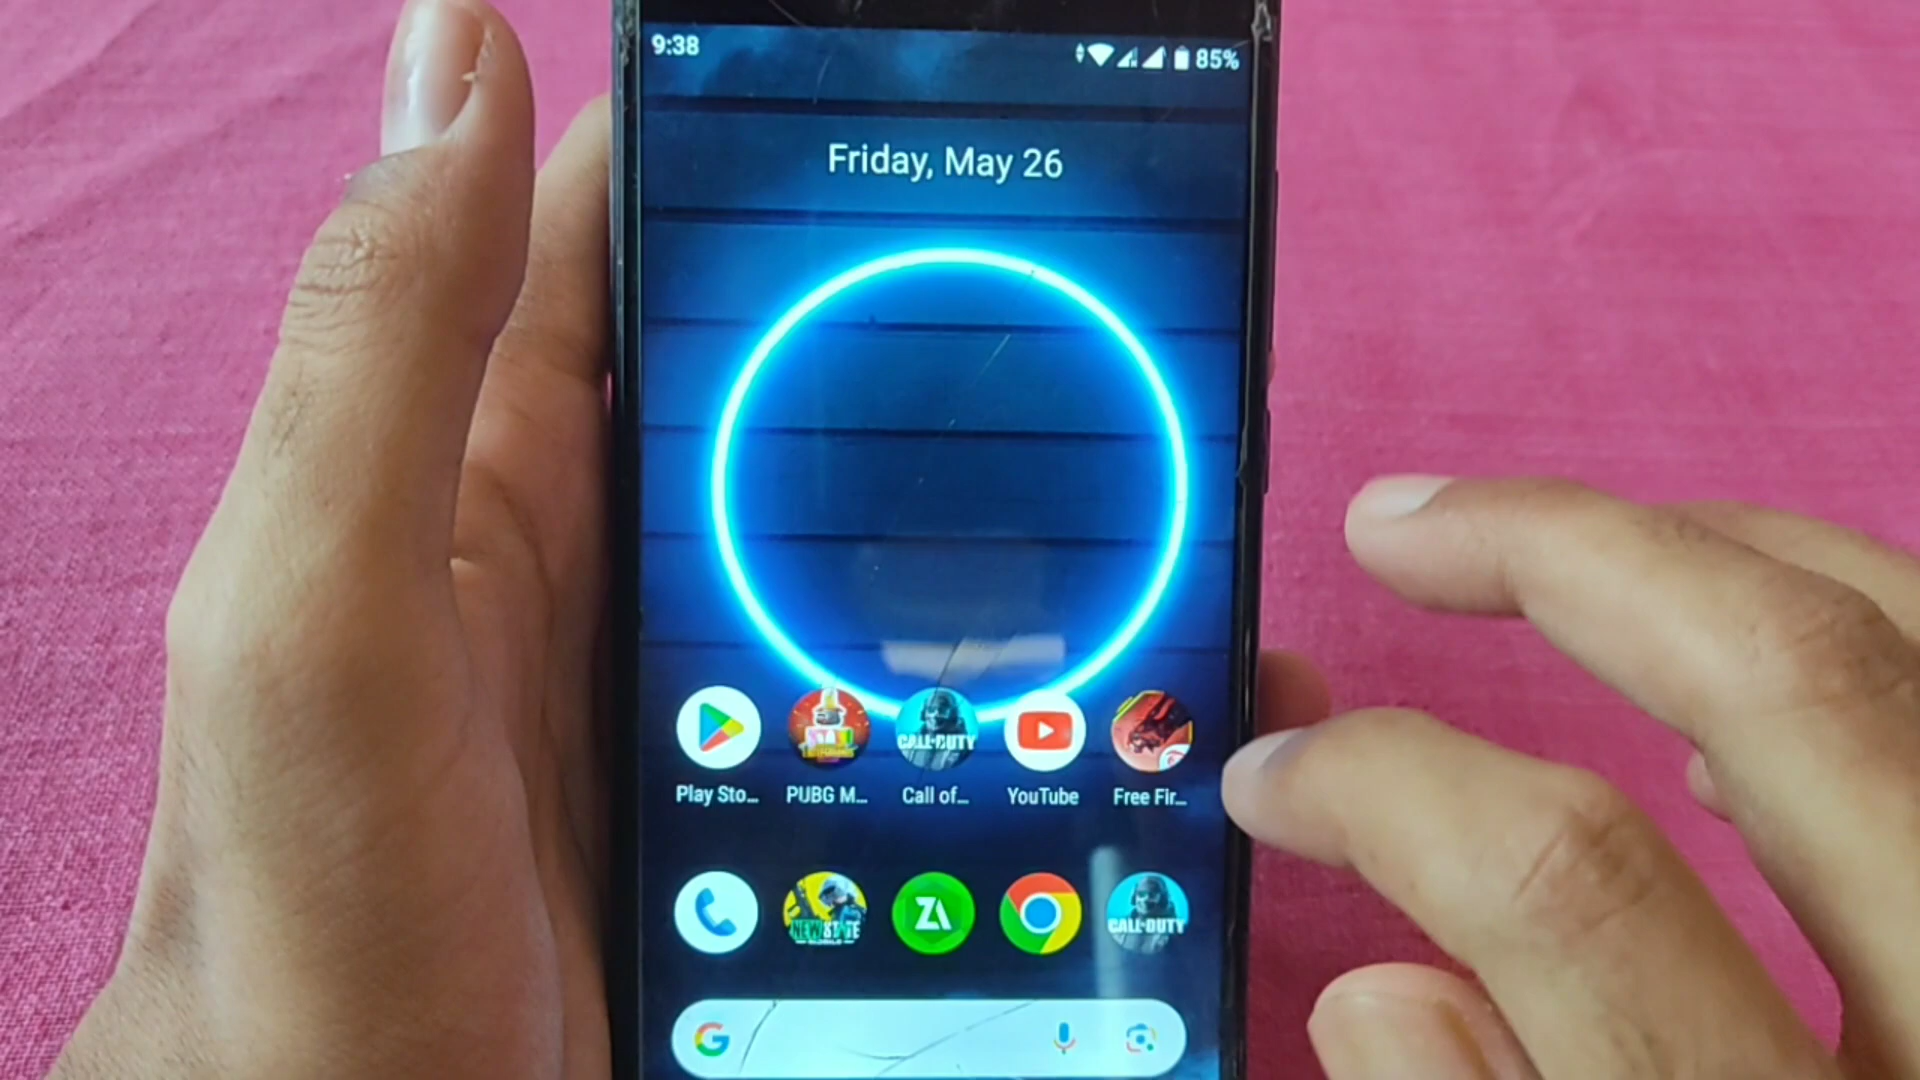 9:38
85%
Friday, May 26
CALL·DUTY
Play Sto...
PUBG M...
Call of...
YouTube
Free Fir...
NEW STATE
ZA
CALL·DUTY
G